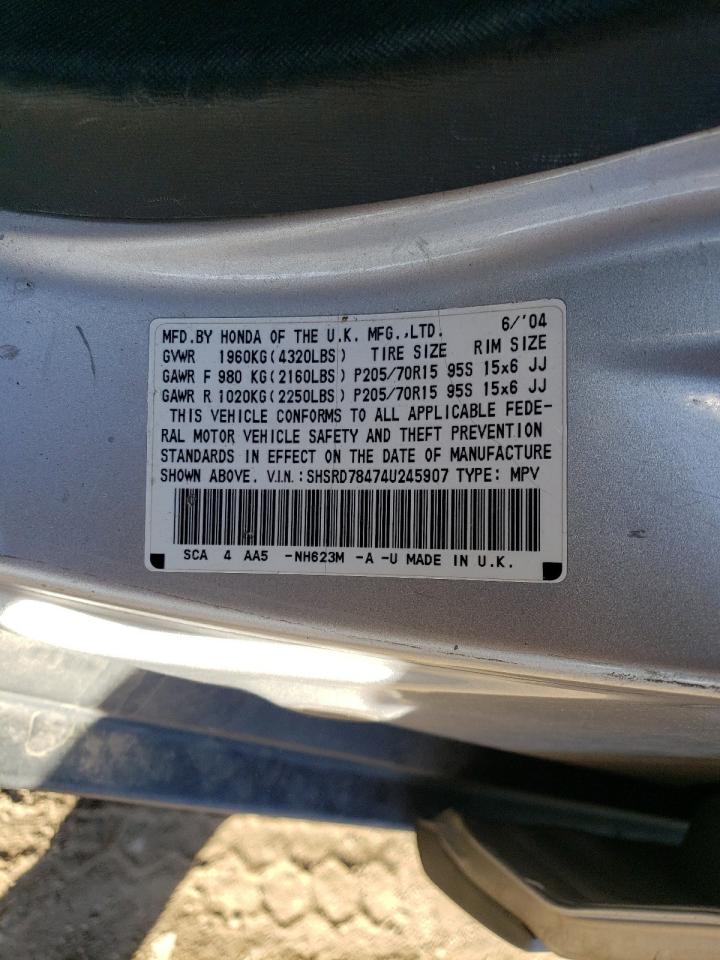 MFD.BY HONDA OF THE U.K. MFG.,LTD. 6/'04
GVWR 1960KG(4320LBS) TIRE SIZE RIM SIZE
GAWR F 980 KG(2160LBS) P205/70R15 95S 15x6 JJ
GAWR R 1020KG(2250LBS) P205/70R15 95S 15x6 JJ
THIS VEHICLE CONFORMS TO ALL APPLICABLE FEDE-
RAL MOTOR VEHICLE SAFETY AND THEFT PREVENTION
STANDARDS IN EFFECT ON THE DATE OF MANUFACTURE
SHOWN ABOVE. V.I.N.:SHSRD78474U245907 TYPE: MPV
SCA 4 AA5 -NH623M -A -U MADE IN U.K.